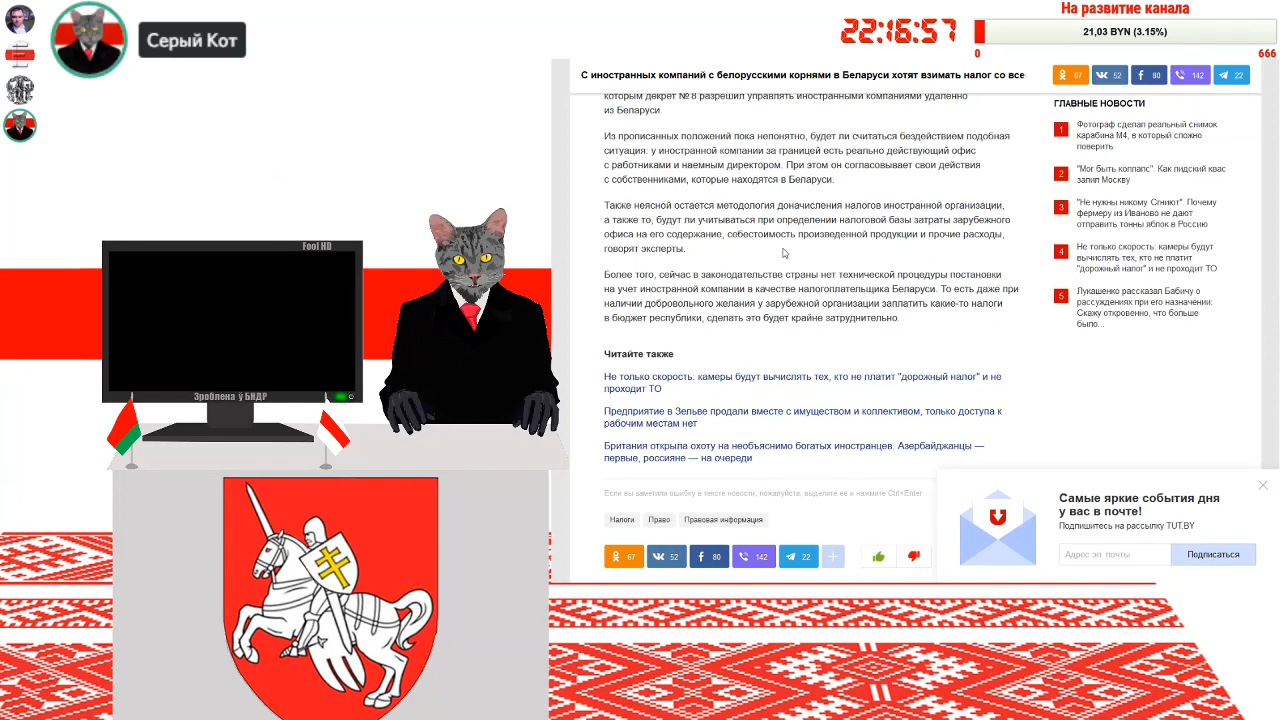 Серый Кот
22:16:57
На развитие канала
21,03 BYN (3.15%)
0
666
С иностранных компаний с белорусскими корнями в Беларуси хотят взимать налог со все
67
52
80
142
22
которым декрет № 8 разрешил управлять иностранными компаниями удаленно
из Беларуси.
Из прописанных положений пока непонятно, будет ли считаться бездействием подобная
ситуация: у иностранной компании за границей есть реально действующий офис
с работниками и наемным директором. При этом он согласовывает свои действия
с собственниками, которые находятся в Беларуси.
Также неясной остается методология доначисления налогов иностранной организации,
а также то, будут ли учитываться при определении налоговой базы затраты зарубежного
офиса на его содержание, себестоимость произведенной продукции и прочие расходы,
говорят эксперты.
Более того, сейчас в законодательстве страны нет технической процедуры постановки
на учет иностранной компании в качестве налогоплательщика Беларуси. То есть даже при
наличии добровольного желания у зарубежной организации заплатить какие-то налоги
в бюджет республики, сделать это будет крайне затруднительно.
Читайте также
Не только скорость: камеры будут вычислять тех, кто не платит "дорожный налог" и не
проходит ТО
Предприятие в Зельве продали вместе с имуществом и коллективом, только доступа к
рабочим местам нет
Британия открыла охоту на необъяснимо богатых иностранцев. Азербайджанцы —
первые, россияне — на очереди
Если вы заметили ошибку в тексте новости, пожалуйста, выделите её и нажмите Ctrl+Enter
Налоги
Право
Правовая информация
67
52
80
142
22
ГЛАВНЫЕ НОВОСТИ
1
Фотограф сделал реальный снимок
карабина М4, в который сложно
поверить
2
"Мог быть коллапс". Как лидский квас
залил Москву
3
"Не нужны никому. Сгниют". Почему
фермеру из Иваново не дают
отправить тонны яблок в Россию
4
Не только скорость: камеры будут
вычислять тех, кто не платит
"дорожный налог" и не проходит ТО
5
Лукашенко рассказал Бабичу о
рассуждениях при его назначении:
Скажу откровенно, что больше
было...
Самые яркие события дня
у вас в почте!
Подпишитесь на рассылку TUT.BY
Адрес эл. почты
Подписаться
Fool HD
Зроблена ў БНДР